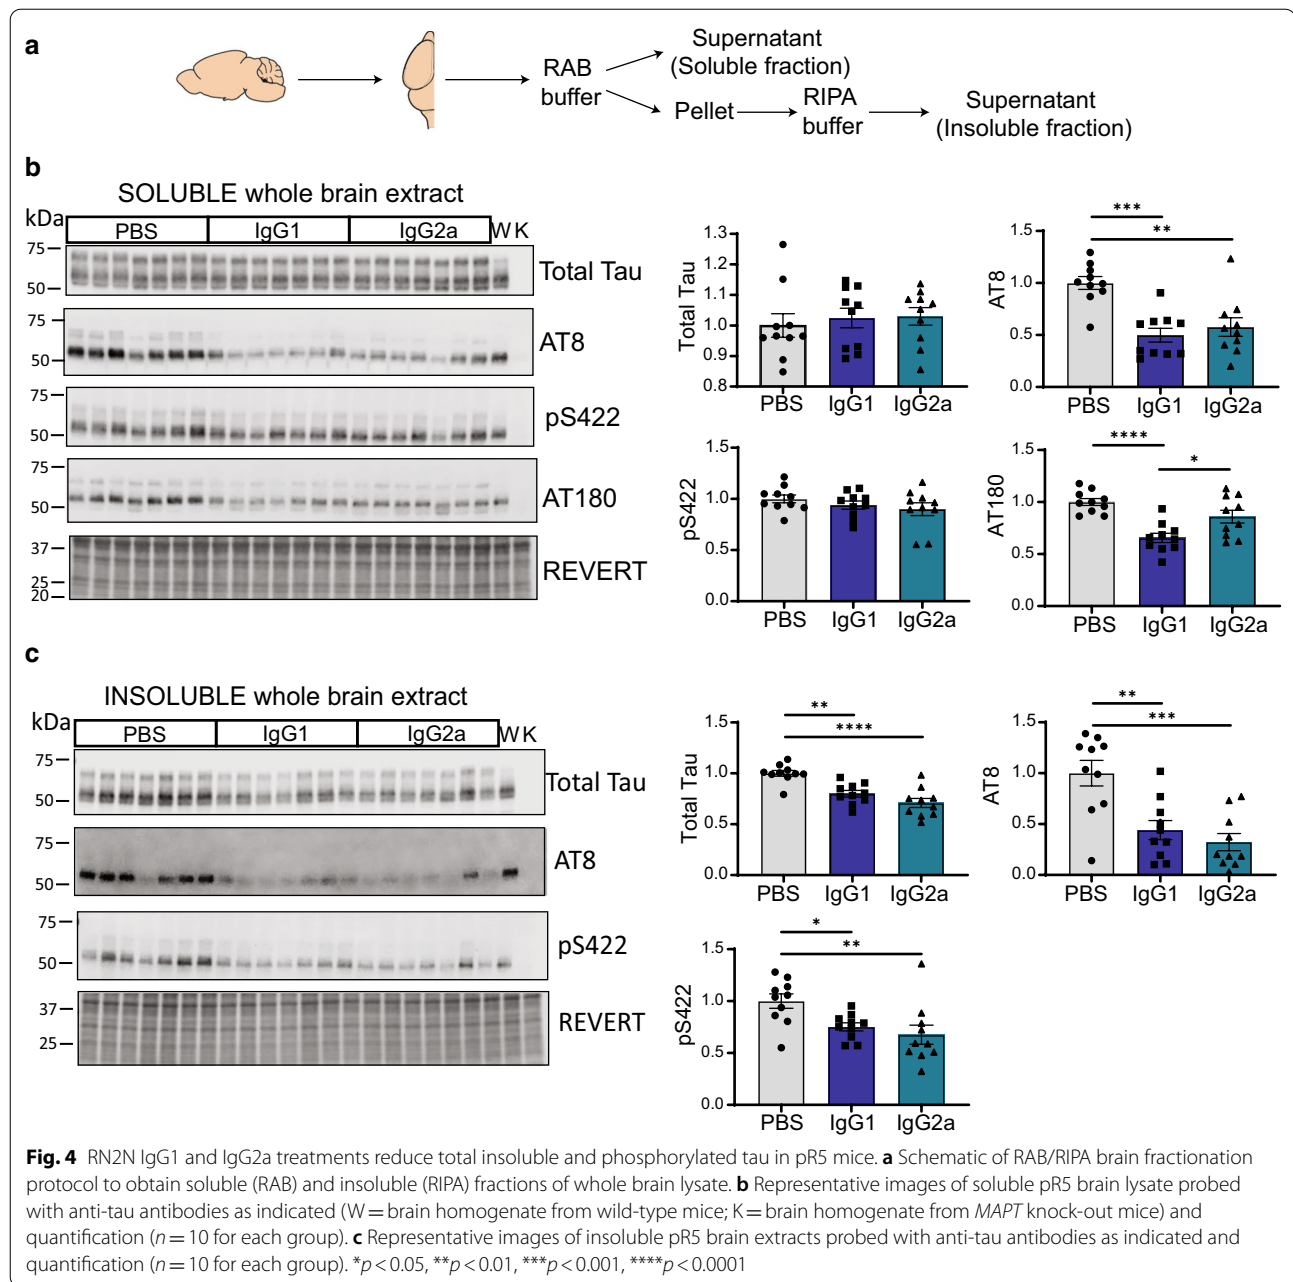 a
RAB
buffer
Supernatant
(Soluble fraction)
Pellet
RIPA
buffer
Supernatant
(Insoluble fraction)
b
SOLUBLE whole brain extract
kDa
PBS IgG1 IgG2a W K
75
50
Total Tau
75
50
AT8
75
50
pS422
75
50
AT180
37
25
20
REVERT
Total Tau
1.3
1.2
1.1
1.0
0.9
0.8
PBS IgG1 IgG2a
AT8
1.5
1.0
0.5
0.0
***
**
PBS IgG1 IgG2a
pS422
1.5
1.0
0.5
0.0
PBS IgG1 IgG2a
AT180
1.5
1.0
0.5
0.0
****
*
PBS IgG1 IgG2a
c
INSOLUBLE whole brain extract
kDa
PBS IgG1 IgG2a W K
75
50
Total Tau
75
50
AT8
75
50
pS422
37
25
REVERT
Total Tau
1.5
1.0
0.5
0.0
**
****
PBS IgG1 IgG2a
AT8
1.5
1.0
0.5
0.0
**
***
PBS IgG1 IgG2a
pS422
1.5
1.0
0.5
0.0
*
**
PBS IgG1 IgG2a
Fig. 4 RN2N IgG1 and IgG2a treatments reduce total insoluble and phosphorylated tau in pR5 mice. a Schematic of RAB/RIPA brain fractionation
protocol to obtain soluble (RAB) and insoluble (RIPA) fractions of whole brain lysate. b Representative images of soluble pR5 brain lysate probed
with anti-tau antibodies as indicated (W = brain homogenate from wild-type mice; K = brain homogenate from MAPT knock-out mice) and
quantification (n = 10 for each group). c Representative images of insoluble pR5 brain extracts probed with anti-tau antibodies as indicated and
quantification (n = 10 for each group). *p < 0.05, **p < 0.01, ***p < 0.001, ****p < 0.0001